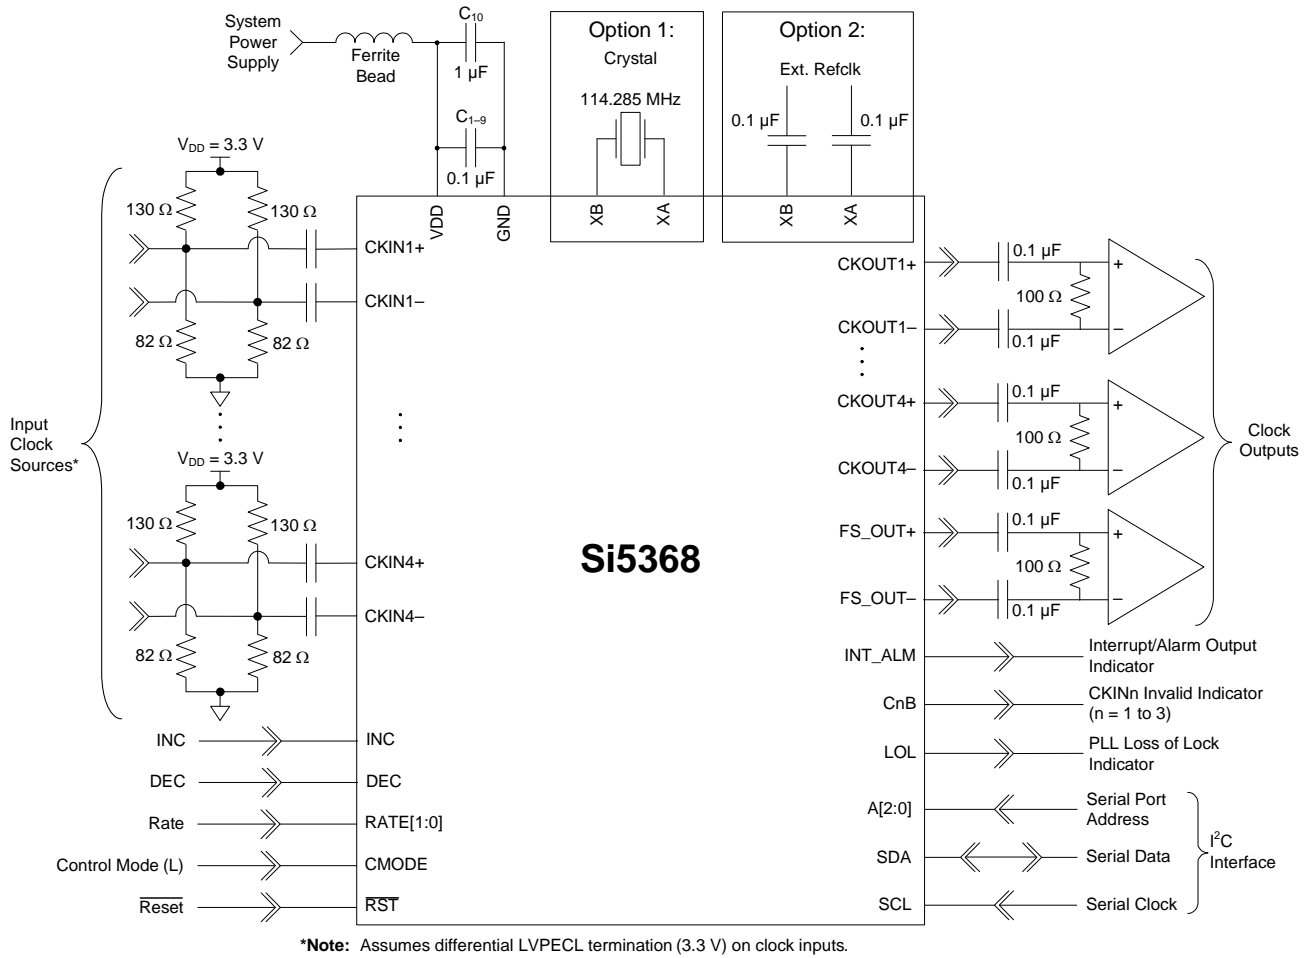 System
Power
Supply
Ferrite
Bead
C10
1 µF
C1–9
0.1 µF
VDD
GND
Option 1:
Crystal
114.285 MHz
XB
XA
Option 2:
Ext. Refclk
0.1 µF
0.1 µF
XB
XA
Input
Clock
Sources*
VDD = 3.3 V
130 Ω
130 Ω
82 Ω
82 Ω
CKIN1+
CKIN1–
VDD = 3.3 V
130 Ω
130 Ω
82 Ω
82 Ω
CKIN4+
CKIN4–
INC
INC
DEC
DEC
Rate
RATE[1:0]
Control Mode (L)
CMODE
Reset
RST
Si5368
CKOUT1+
0.1 µF
+
100 Ω
CKOUT1–
–
0.1 µF
CKOUT4+
0.1 µF
+
100 Ω
CKOUT4–
–
0.1 µF
FS_OUT+
0.1 µF
+
100 Ω
FS_OUT–
–
0.1 µF
Clock
Outputs
INT_ALM
Interrupt/Alarm Output
Indicator
CnB
CKINn Invalid Indicator
(n = 1 to 3)
LOL
PLL Loss of Lock
Indicator
A[2:0]
Serial Port
Address
SDA
Serial Data
SCL
Serial Clock
I²C
Interface
*Note: Assumes differential LVPECL termination (3.3 V) on clock inputs.